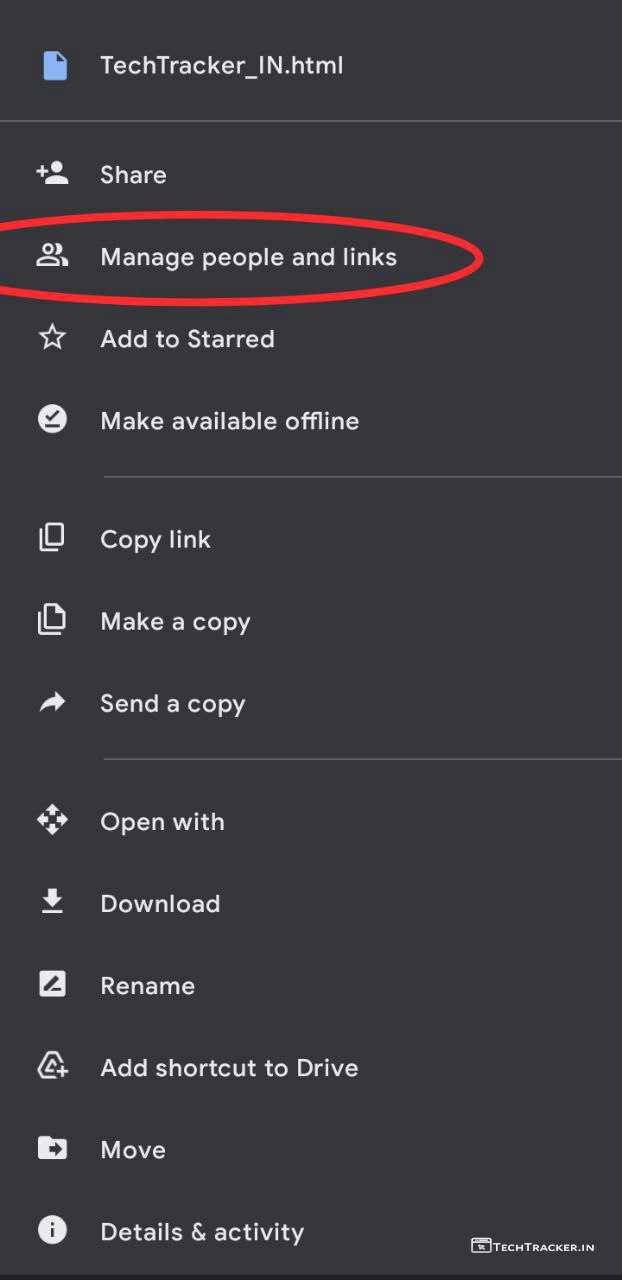 TechTracker_IN.html
Share
Manage people and links
Add to Starred
Make available offline
Copy link
Make a copy
Send a copy
Open with
Download
Rename
Add shortcut to Drive
Move
Details & activity
TECHTRACKER.IN